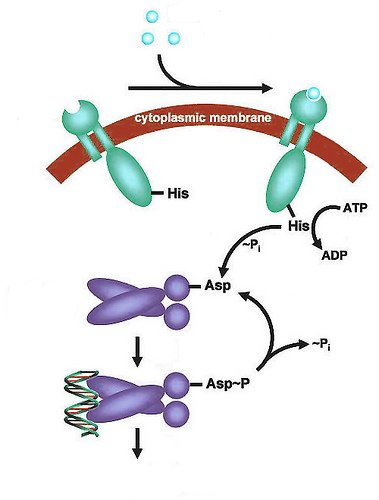 cytoplasmic membrane
His
His
ATP
ADP
~Pi
Asp
~Pi
Asp~P